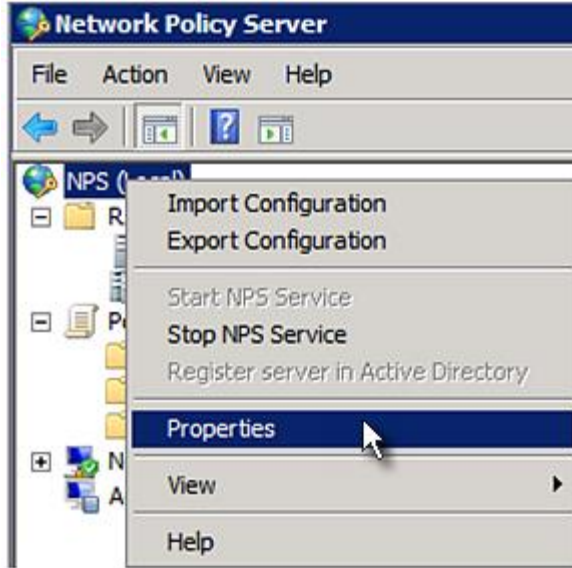 Network Policy Server
File Action View Help
NPS (Local)
Import Configuration
Export Configuration
Start NPS Service
Stop NPS Service
Register server in Active Directory
Properties
View
Help